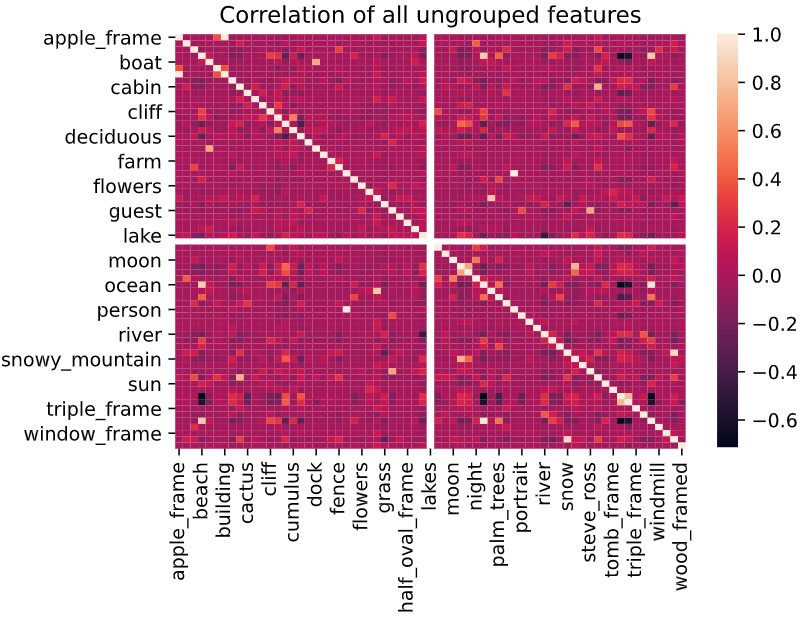 Correlation of all ungrouped features
apple_frame
boat
cabin
cliff
deciduous
farm
flowers
guest
lake
moon
ocean
person
river
snowy_mountain
sun
triple_frame
window_frame
apple_frame
beach
building
cactus
cliff
cumulus
dock
fence
flowers
grass
half_oval_frame
lakes
moon
night
palm_trees
portrait
river
snow
steve_ross
tomb_frame
triple_frame
windmill
wood_framed
1.0
0.8
0.6
0.4
0.2
0.0
−0.2
−0.4
−0.6